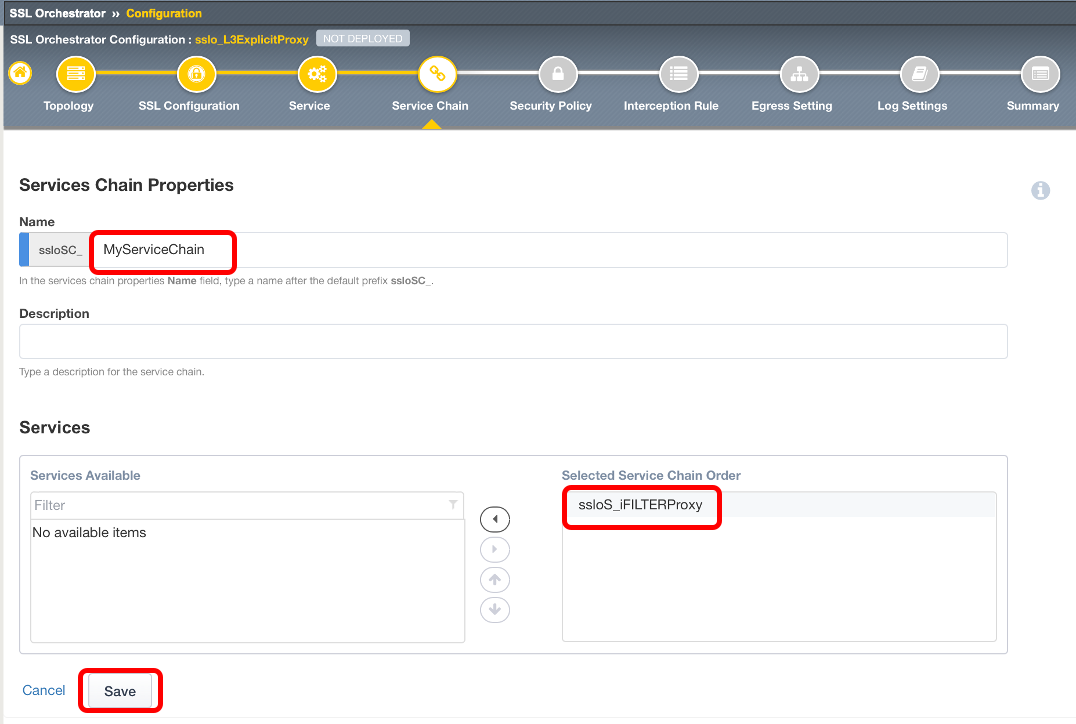 SSL Orchestrator » Configuration
SSL Orchestrator Configuration : sslo_L3ExplicitProxy NOT DEPLOYED
Topology SSL Configuration Service Service Chain Security Policy Interception Rule Egress Setting Log Settings Summary
Services Chain Properties
Name
ssloSC_ MyServiceChain
In the services chain properties Name field, type a name after the default prefix ssloSC_.
Description
Type a description for the service chain.
Services
Services Available Selected Service Chain Order
Filter ssloS_iFILTERProxy
No available items
Cancel Save